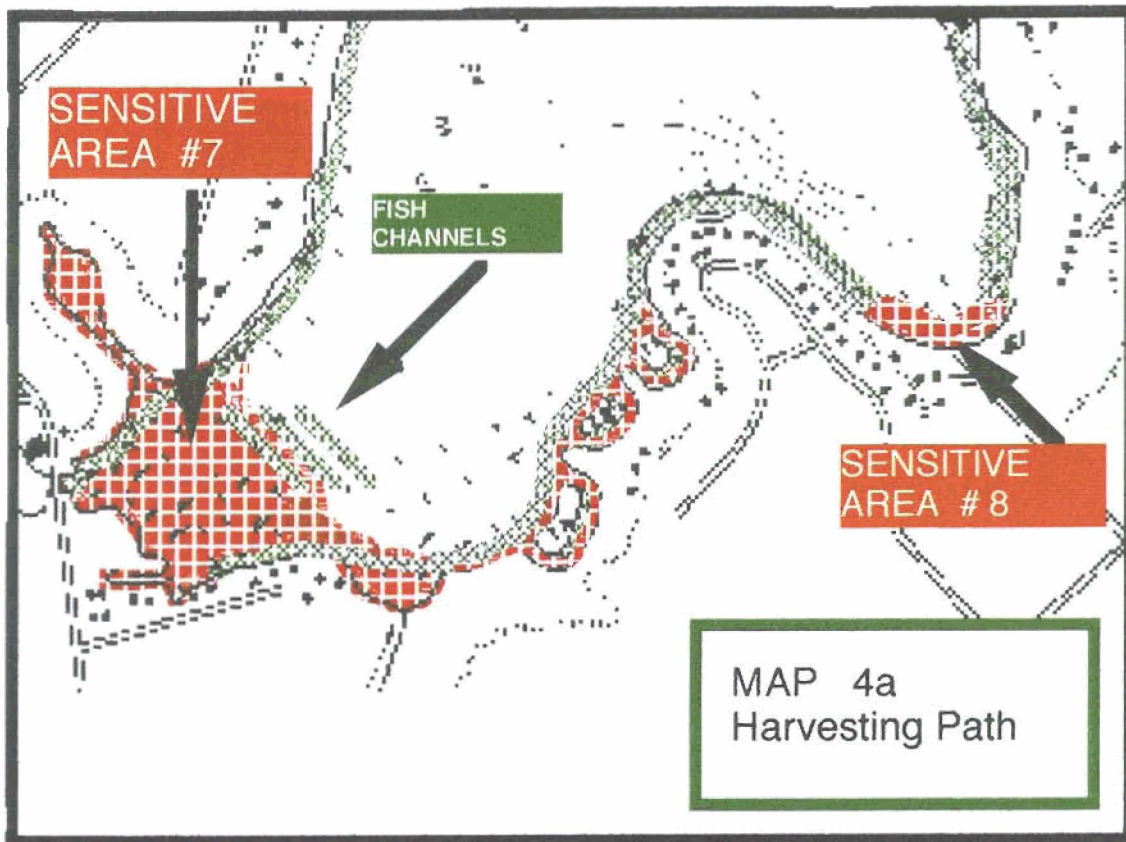 SENSITIVE
AREA #7
FISH
CHANNELS
SENSITIVE
AREA # 8
MAP 4a
Harvesting Path